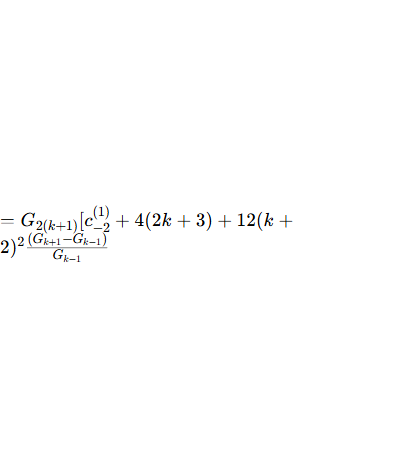 = G_{2(k+1)}[c_{-2}^{(1)} + 4(2k + 3) + 12(k +
2)^2 \frac{(G_{k+1}-G_{k-1})}{G_{k-1}}